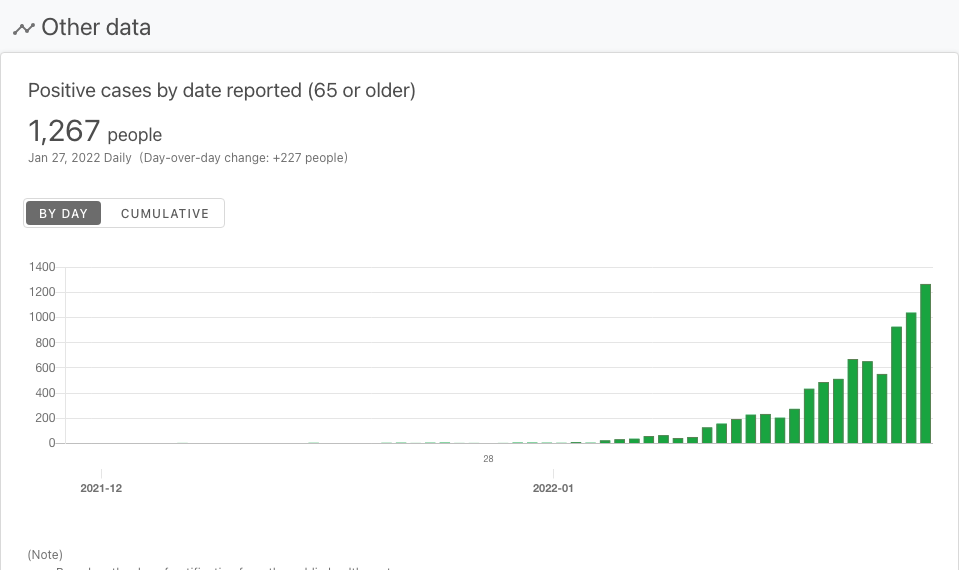 Other data
Positive cases by date reported (65 or older)
1,267 people
Jan 27, 2022 Daily (Day-over-day change: +227 people)
BY DAY CUMULATIVE
1400
1200
1000
800
600
400
200
0
28
2021-12 2022-01
(Note)